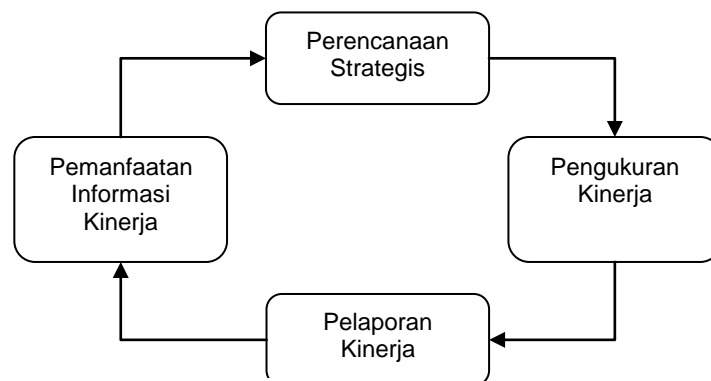 Perencanaan
Strategis
Pengukuran
Kinerja
Pelaporan
Kinerja
Pemanfaatan
Informasi
Kinerja